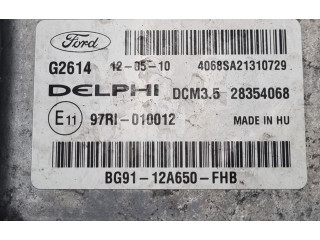 Ford
G2614 12-05-10 4068SA21310729
DELPHI DCM3.5 28354068
E11 97RI-010012 MADE IN HU
BG91-12A650-FHB